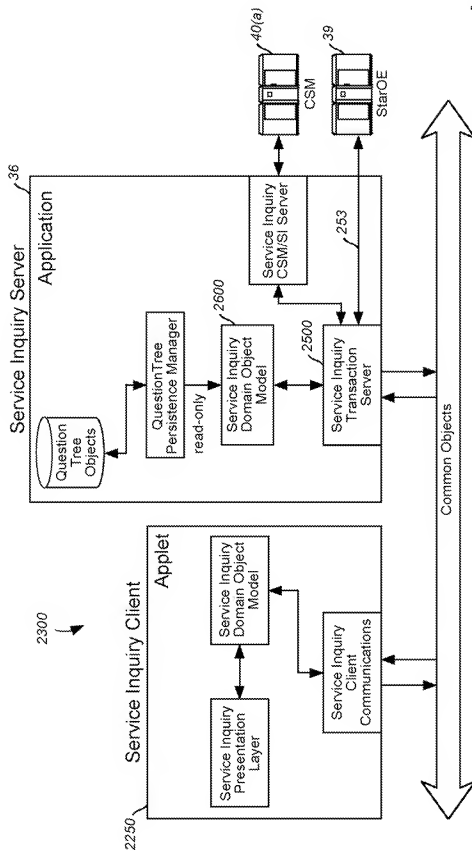 2300
Service Inquiry Client
2250
Applet
Service Inquiry
Presentation
Layer
Service Inquiry
Domain Object
Model
Service Inquiry
Client
Communications
Service Inquiry Server
36
Application
Question
Tree
Objects
QuestionTree
Persistence Manager
read-only
2600
Service Inquiry
Domain Object
Model
2500
Service Inquiry
Transaction
Server
Service Inquiry
CSM/SI Server
40(a)
CSM
39
StarOE
253
Common Objects